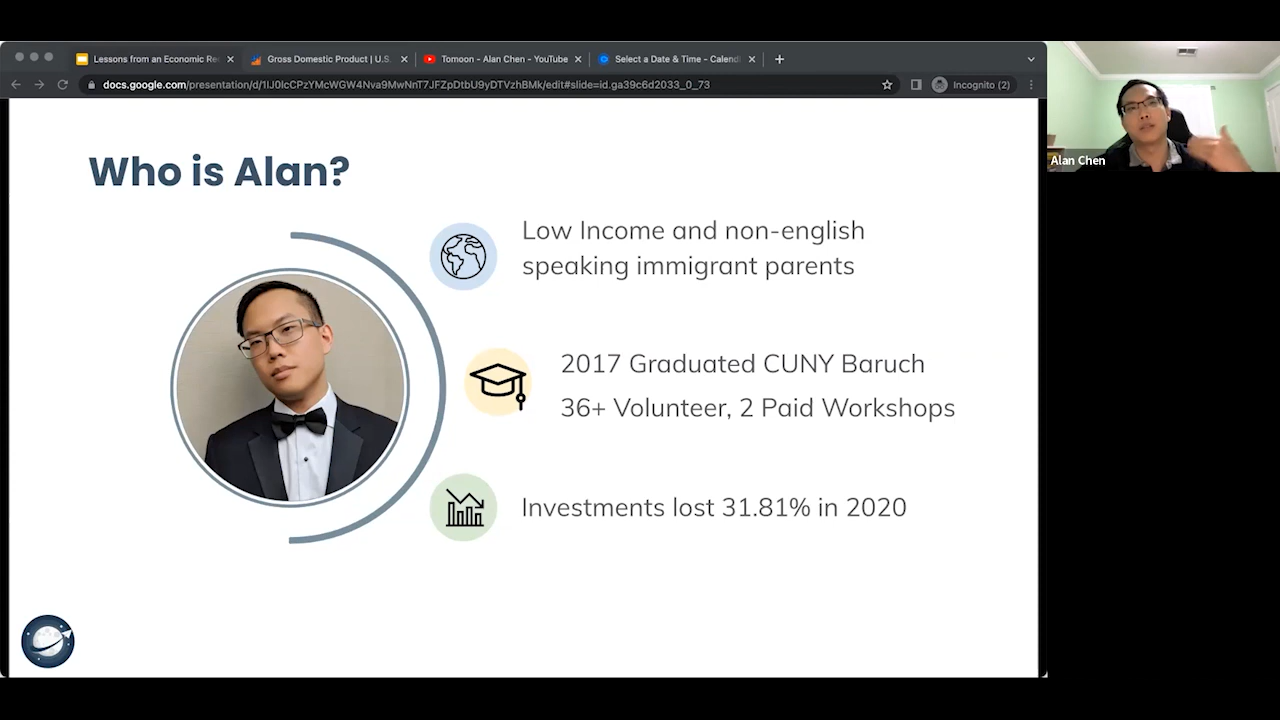 Lessons from an Economic Re
Gross Domestic Product | U.S.
Tomoon - Alan Chen - YouTube
Select a Date & Time - Calendl
docs.google.com/presentation/d/1lJ0lcCPzYMcWGW4Nva9MwNnT7JFZpDtbU9yDTVzhBMk/edit#slide=id.ga39c6d2033_0_73
Incognito (2)
Alan Chen
Who is Alan?
Low Income and non-english
speaking immigrant parents
2017 Graduated CUNY Baruch
36+ Volunteer, 2 Paid Workshops
Investments lost 31.81% in 2020